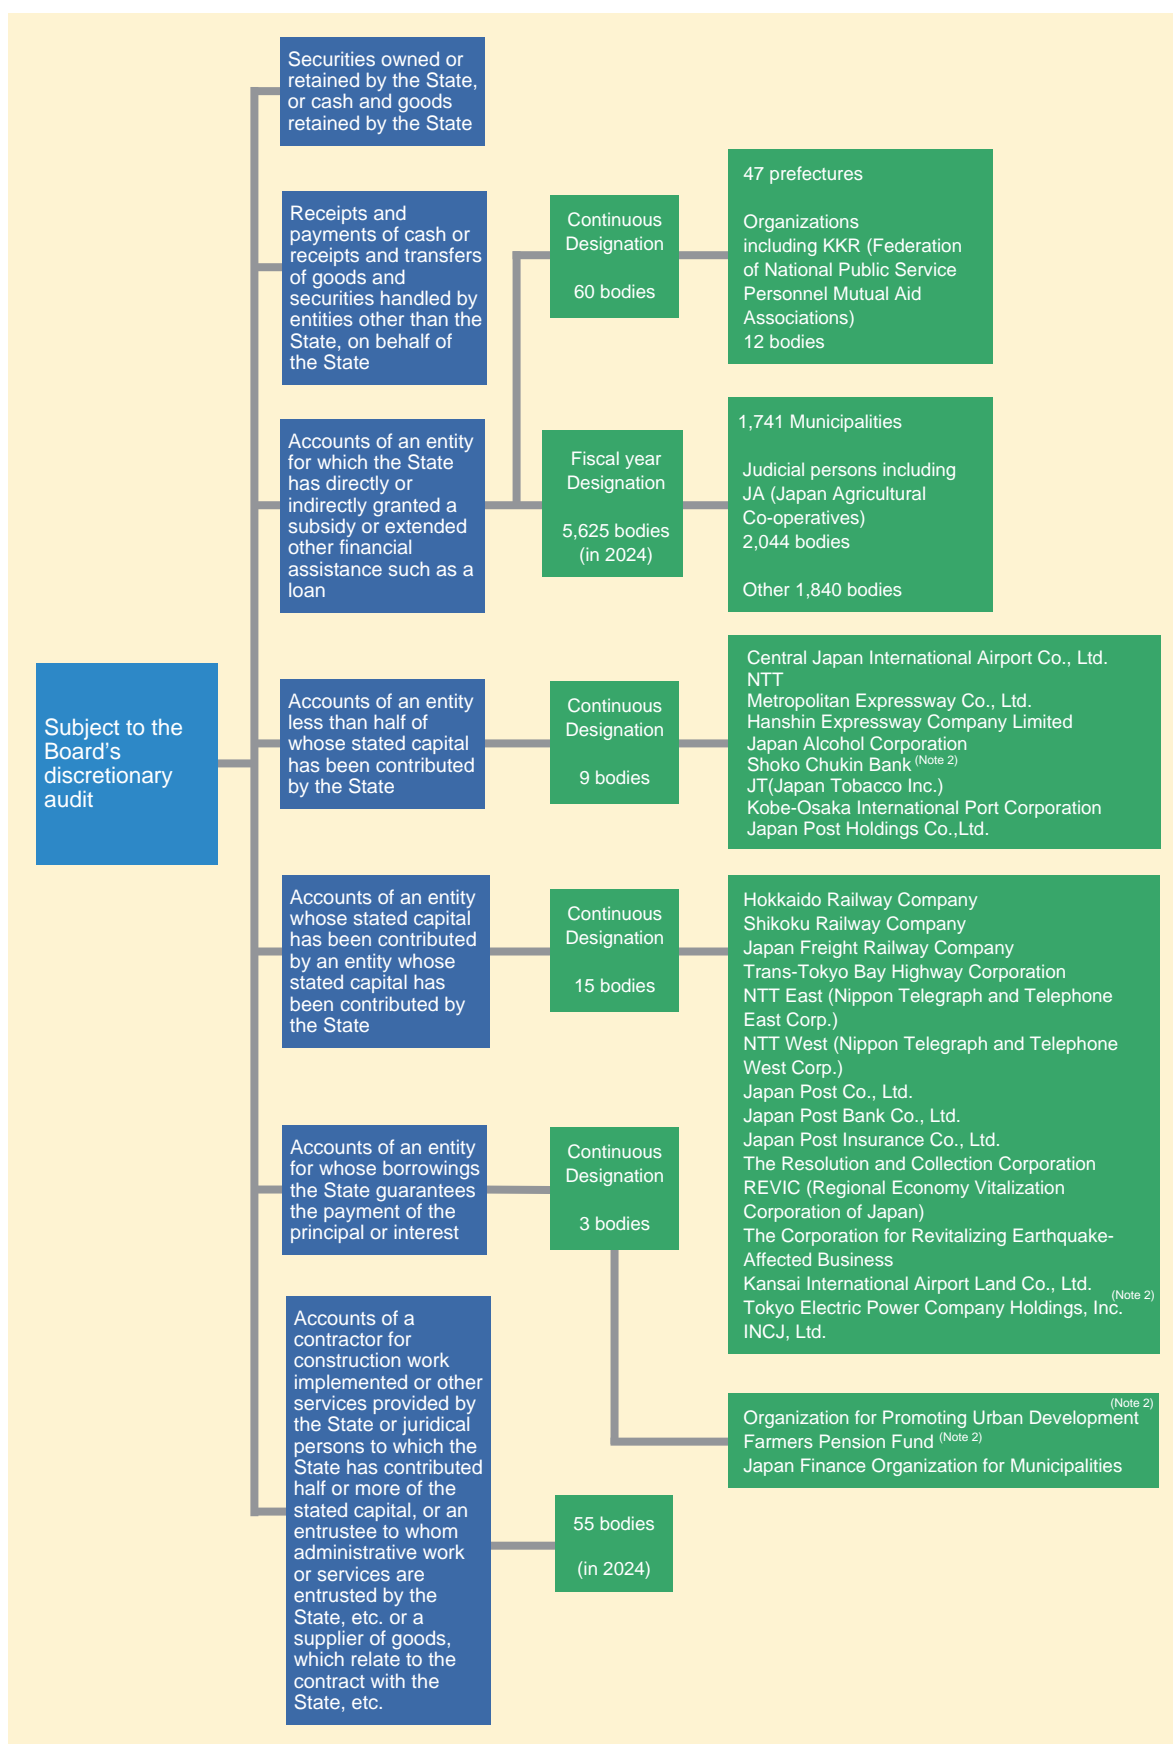 Subject to the
Board’s
discretionary
audit
Securities owned or
retained by the State,
or cash and goods
retained by the State
Receipts and
payments of cash or
receipts and transfers
of goods and
securities handled by
entities other than the
State, on behalf of
the State
Accounts of an entity
for which the State
has directly or
indirectly granted a
subsidy or extended
other financial
assistance such as a
loan
Continuous
Designation
60 bodies
47 prefectures
Organizations
including KKR (Federation
of National Public Service
Personnel Mutual Aid
Associations)
12 bodies
Fiscal year
Designation
5,625 bodies
(in 2024)
1,741 Municipalities
Judicial persons including
JA (Japan Agricultural
Co-operatives)
2,044 bodies
Other 1,840 bodies
Accounts of an entity
less than half of
whose stated capital
has been contributed
by the State
Continuous
Designation
9 bodies
Central Japan International Airport Co., Ltd.
NTT
Metropolitan Expressway Co., Ltd.
Hanshin Expressway Company Limited
Japan Alcohol Corporation
Shoko Chukin Bank (Note 2)
JT(Japan Tobacco Inc.)
Kobe-Osaka International Port Corporation
Japan Post Holdings Co.,Ltd.
Accounts of an entity
whose stated capital
has been contributed
by an entity whose
stated capital has
been contributed by
the State
Continuous
Designation
15 bodies
Hokkaido Railway Company
Shikoku Railway Company
Japan Freight Railway Company
Trans-Tokyo Bay Highway Corporation
NTT East (Nippon Telegraph and Telephone
East Corp.)
NTT West (Nippon Telegraph and Telephone
West Corp.)
Japan Post Co., Ltd.
Japan Post Bank Co., Ltd.
Japan Post Insurance Co., Ltd.
The Resolution and Collection Corporation
REVIC (Regional Economy Vitalization
Corporation of Japan)
The Corporation for Revitalizing Earthquake-
Affected Business
Kansai International Airport Land Co., Ltd.
Tokyo Electric Power Company Holdings, Inc. (Note 2)
INCJ, Ltd.
Accounts of an entity
for whose borrowings
the State guarantees
the payment of the
principal or interest
Continuous
Designation
3 bodies
Organization for Promoting Urban Development (Note 2)
Farmers Pension Fund (Note 2)
Japan Finance Organization for Municipalities
Accounts of a
contractor for
construction work
implemented or other
services provided by
the State or juridical
persons to which the
State has contributed
half or more of the
stated capital, or an
entrustee to whom
administrative work
or services are
entrusted by the
State, etc. or a
supplier of goods,
which relate to the
contract with the
State, etc.
55 bodies
(in 2024)